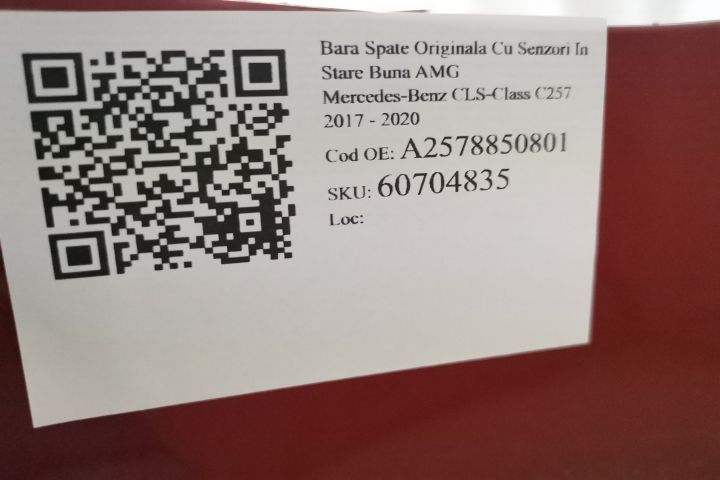 Bara Spate Originala Cu Senzori In
Stare Buna AMG
Mercedes-Benz CLS-Class C257
2017 - 2020
Cod OE: A2578850801
SKU: 60704835
Loc: